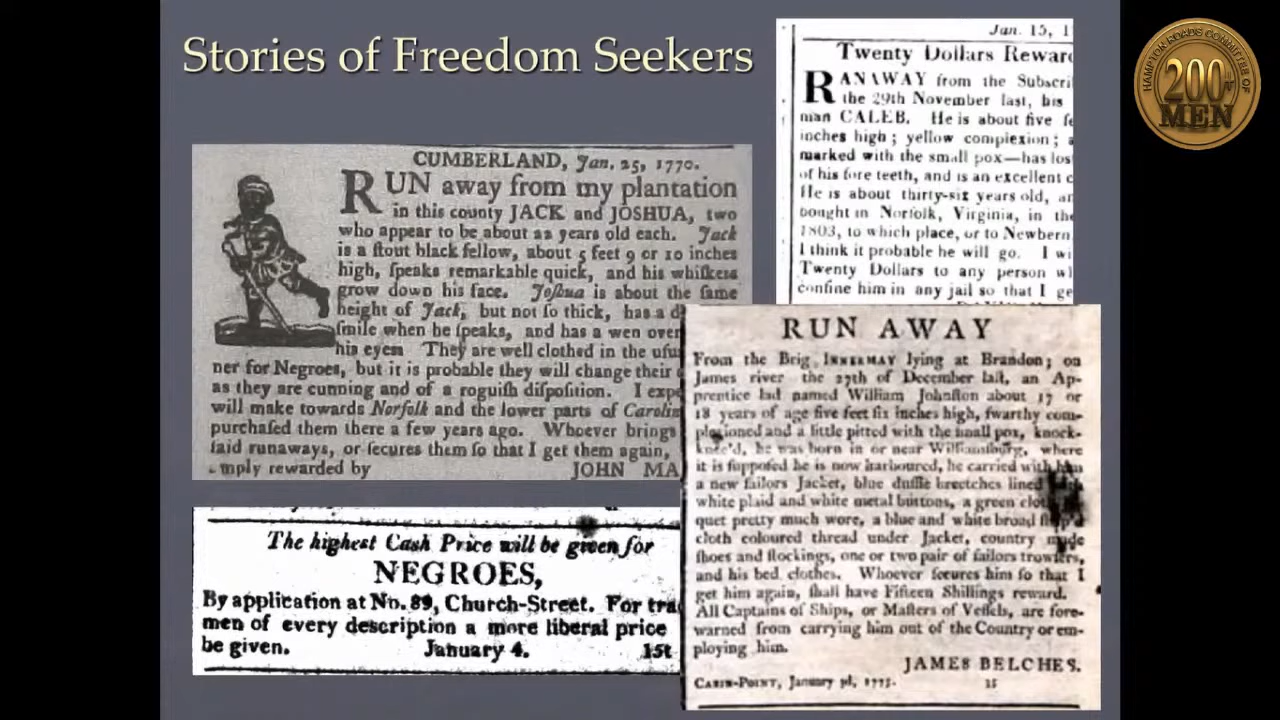 Stories of Freedom Seekers
HAMPTON ROADS COMMITTEE OF
200+
MEN
CUMBERLAND, Jan. 25, 1770.
RUN away from my plantation
in this county JACK and JOSHUA, two
who appear to be about 22 years old each. Jack
is a ſtout black fellow, about 5 feet 9 or 10 inches
high, ſpeaks remarkable quick, and his whiſkers
grow down his face. Joſhua is about the ſame
height of Jack, but not ſo thick, has a d
ſmile when he ſpeaks, and has a wen over
his eyes They are well clothed in the uſu
ner for Negroes, but it is probable they will change their
as they are cunning and of a roguiſh diſpoſition. I expe
will make towards Norfolk and the lower parts of Carolin
purchaſed them there a few years ago. Whoever brings
ſaid runaways, or ſecures them ſo that I get them again,
mply rewarded by JOHN MA
The highest Cash Price will be given for
NEGROES,
By application at No. 89, Church-Street. For tra
men of every description a more liberal price
be given. January 4. 15t
Jan. 15, 1
Twenty Dollars Rewar
RANAWAY from the Subscri
the 29th November last, his
man CALEB. He is about five fe
inches high; yellow complexion; a
marked with the small pox—has los
of his fore teeth, and is an excellent c
He is about thirty-six years old, an
bought in Norfolk, Virginia, in the
1803, to which place, or to Newbern
I think it probable he will go. I wi
Twenty Dollars to any person wh
confine him in any jail so that I ge
RUN AWAY
From the Brig INNERMAY lying at Brandon; on
James river the 27th of December laſt, an Ap-
prentice lad named William Johnſton about 17 or
18 years of age five feet ſix inches high, ſwarthy com-
plexioned and a little pitted with the ſmall pox, knock-
knee'd, he was born in or near Williamſburg, where
it is ſuppoſed he is now harboured, he carried with him
a new ſailors Jacket, blue duffle breetches lined
white plaid and white metal buttons, a green clot
quet pretty much wore, a blue and white broad
cloth coloured thread under Jacket, country made
ſhoes and ſtockings, one or two pair of ſailors trowſers,
and his bed clothes. Whoever ſecures him ſo that I
get him again, ſhall have Fifteen Shillings reward.
All Captains of Ships, or Maſters of Veſſels, are fore-
warned from carrying him out of the Country or em-
ploying him.
JAMES BELCHES.
CABIN-POINT, January 3d, 1775.